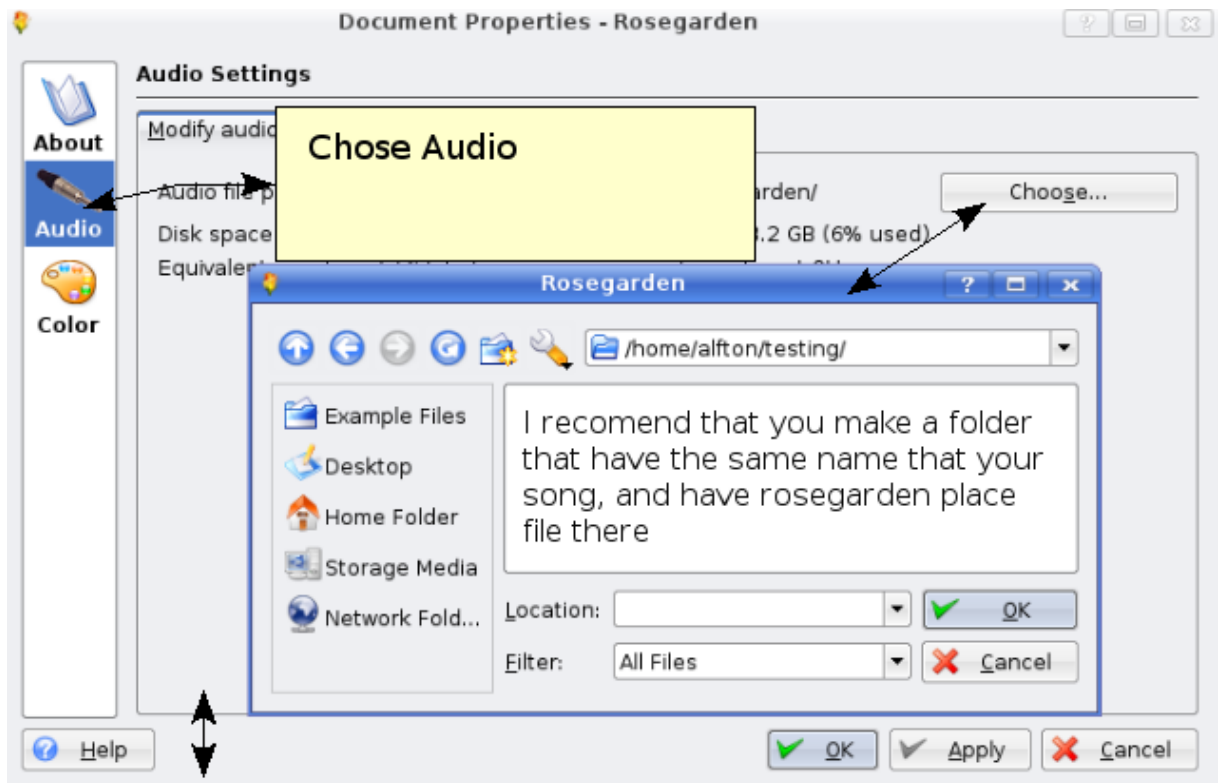 Document Properties - Rosegarden
Audio Settings
About
Audio
Color
Modify audio
Chose Audio
Audio file p
arden/
Choose...
Disk space
.2 GB (6% used)
Equivalen
Rosegarden
/home/alfton/testing/
Example Files
Desktop
Home Folder
Storage Media
Network Fold...
I recomend that you make a folder
that have the same name that your
song, and have rosegarden place
file there
Location:
OK
Filter:
All Files
Cancel
Help
OK
Apply
Cancel